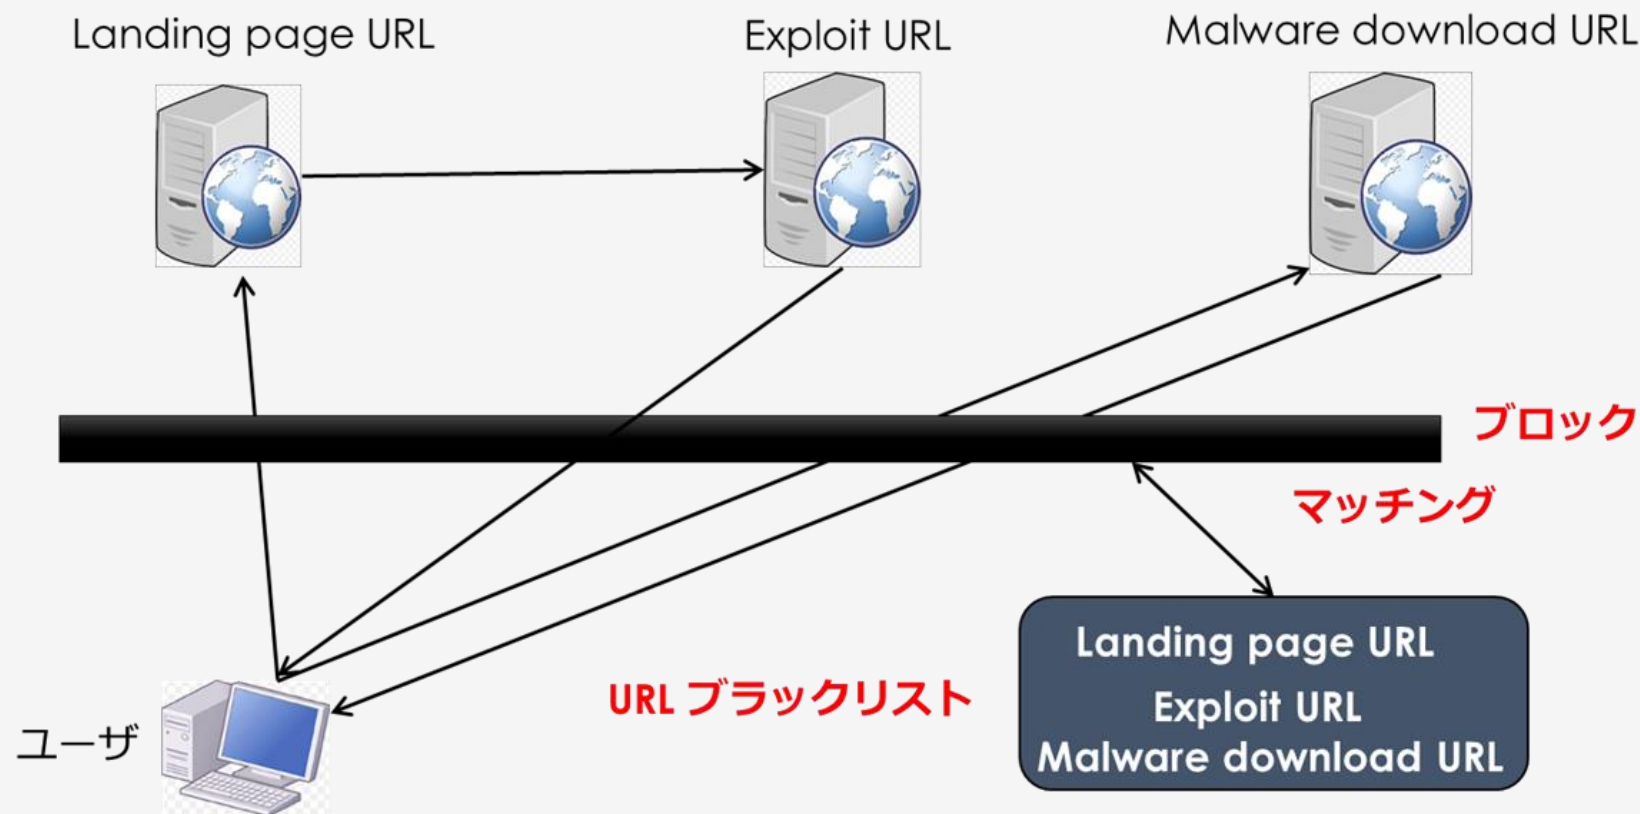 Landing page URL
Exploit URL
Malware download URL
ブロック
マッチング
URL ブラックリスト
Landing page URL
Exploit URL
Malware download URL
ユーザ